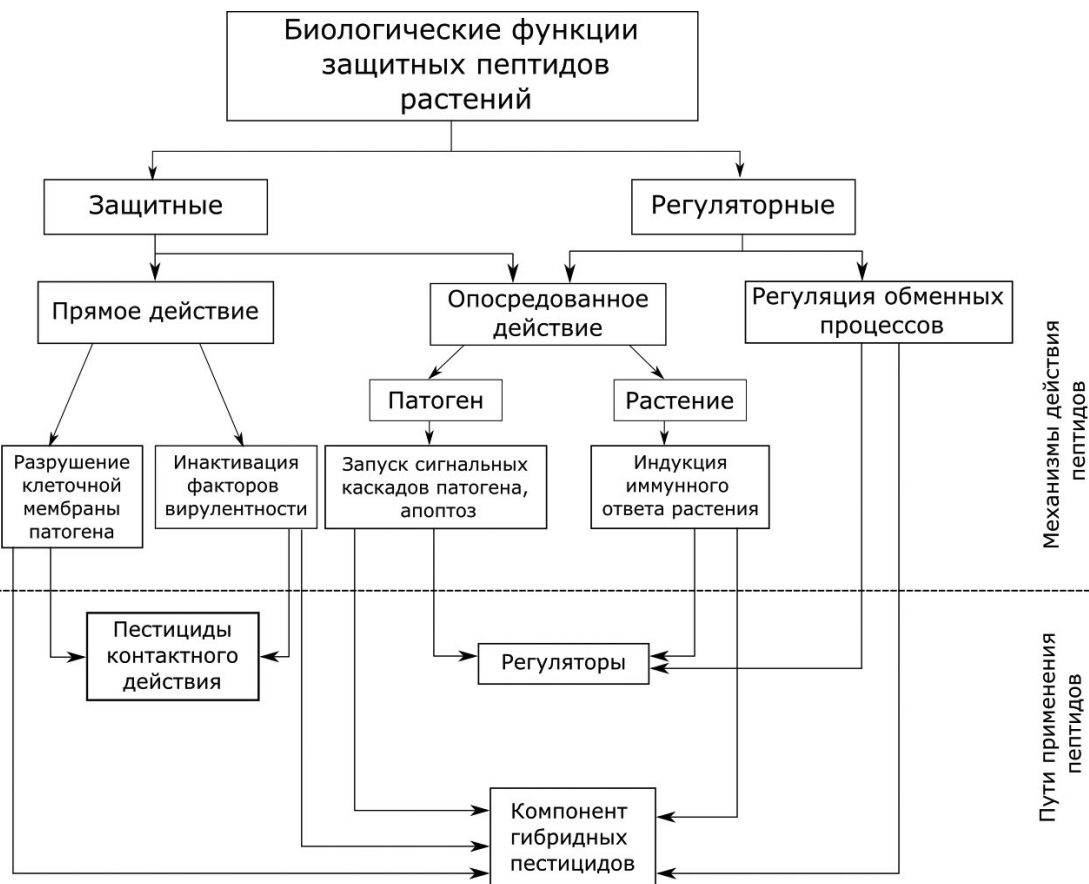 Биологические функции
защитных пептидов
растений
Защитные
Регуляторные
Прямое действие
Опосредованное
действие
Регуляция обменных
процессов
Патоген
Растение
Разрушение
клеточной
мембраны
патогена
Инактивация
факторов
вирулентности
Запуск сигнальных
каскадов патогена,
апоптоз
Индукция
иммунного
ответа растения
Механизмы действия
пептидов
Пестициды
контактного
действия
Регуляторы
Компонент
гибридных
пестицидов
Пути применения
пептидов